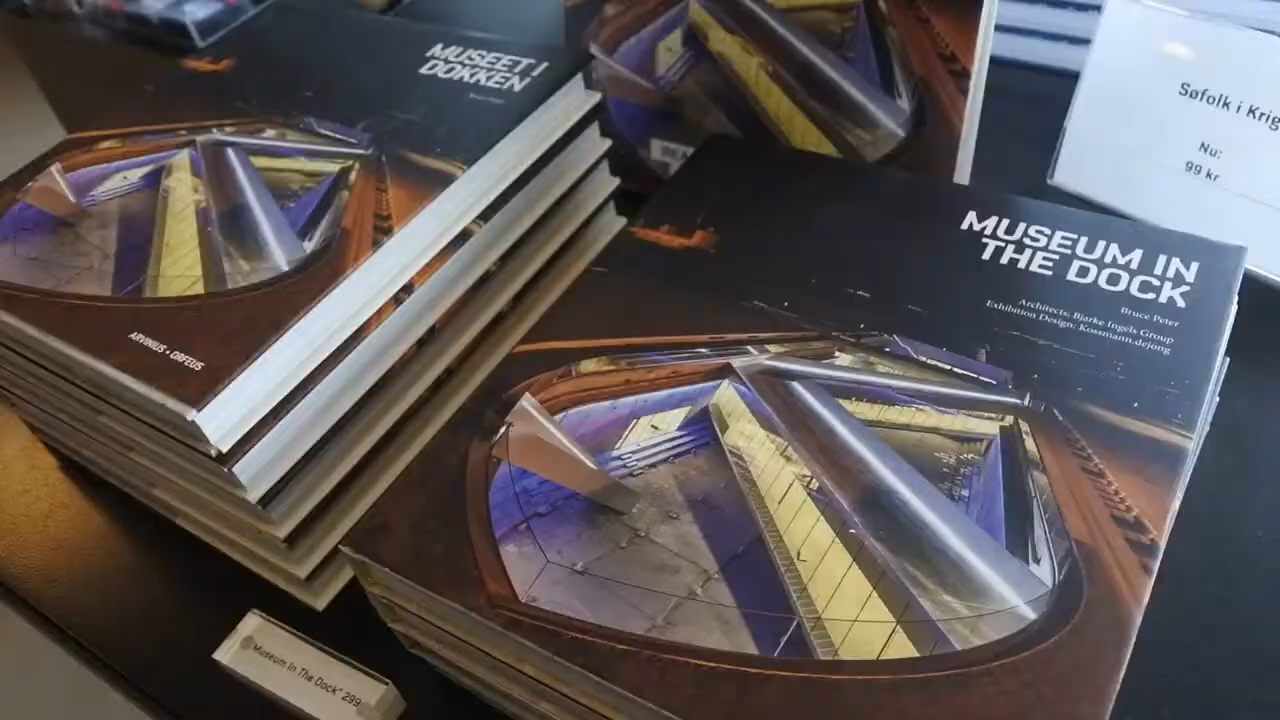 MUSEET I
DOKKEN
ARVINIUS + ORFEUS
Søfolk i Krig
Nu:
99 kr
MUSEUM IN
THE DOCK
Bruce Peter
Architects: Bjarke Ingels Group
Exhibition Design: Kossmann.dejong
"Museum In The Dock" 299